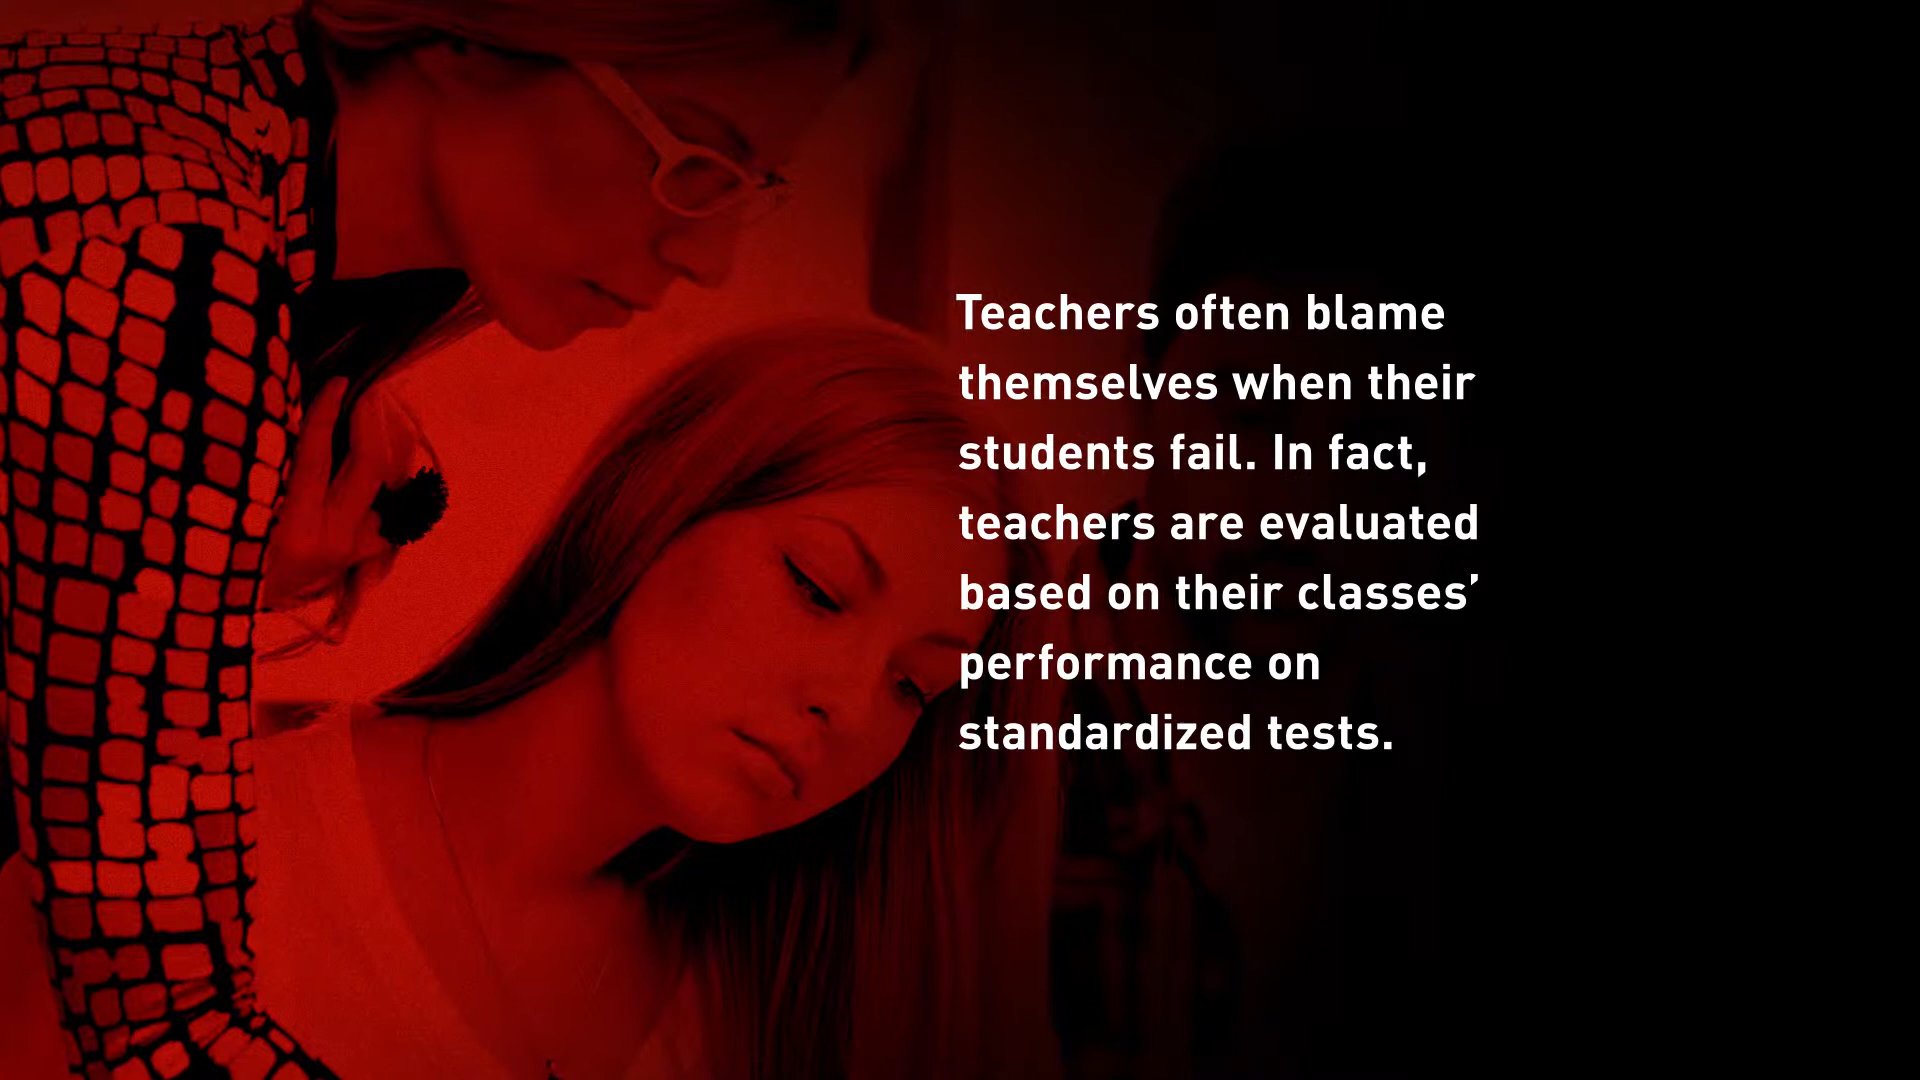 Teachers often blame
themselves when their
students fail. In fact,
teachers are evaluated
based on their classes’
performance on
standardized tests.